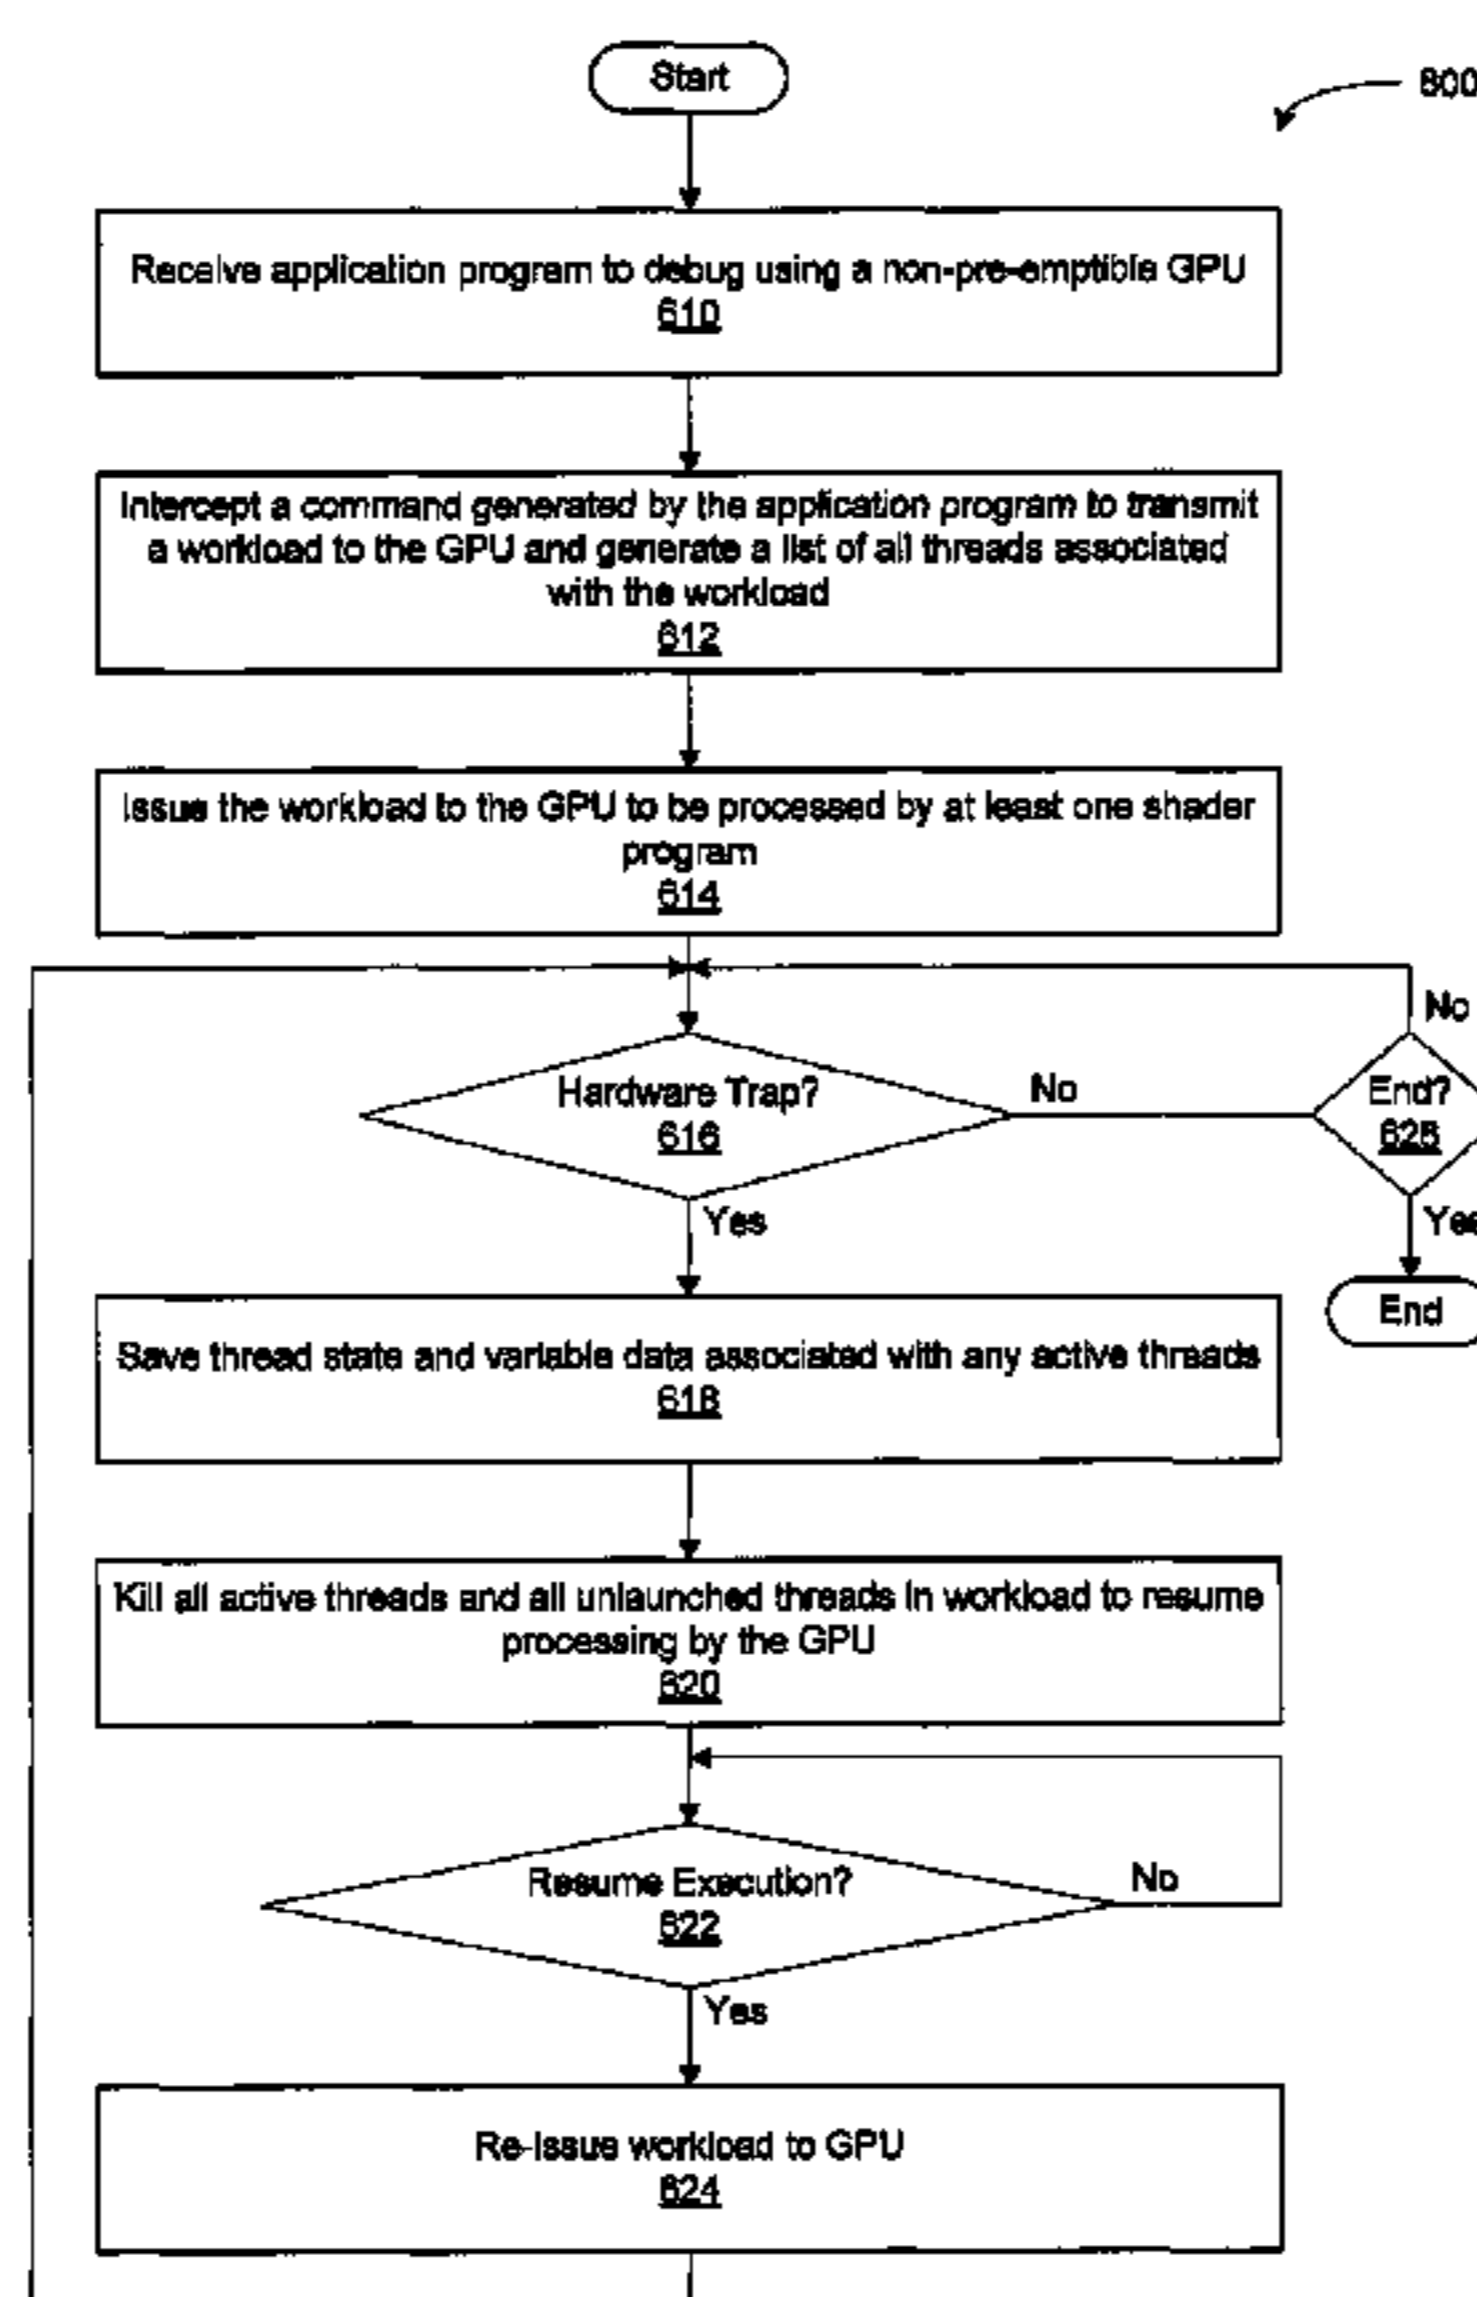 Start
600
Receive application program to debug using a non-pre-emptible GPU
610
Intercept a command generated by the application program to transmit
a workload to the GPU and generate a list of all threads associated
with the workload
612
Issue the workload to the GPU to be processed by at least one shader
program
614
No
Hardware Trap?
616
No
End?
625
Yes
Yes
End
Save thread state and variable data associated with any active threads
618
Kill all active threads and all unlaunched threads in workload to resume
processing by the GPU
620
Resume Execution?
622
No
Yes
Re-issue workload to GPU
624